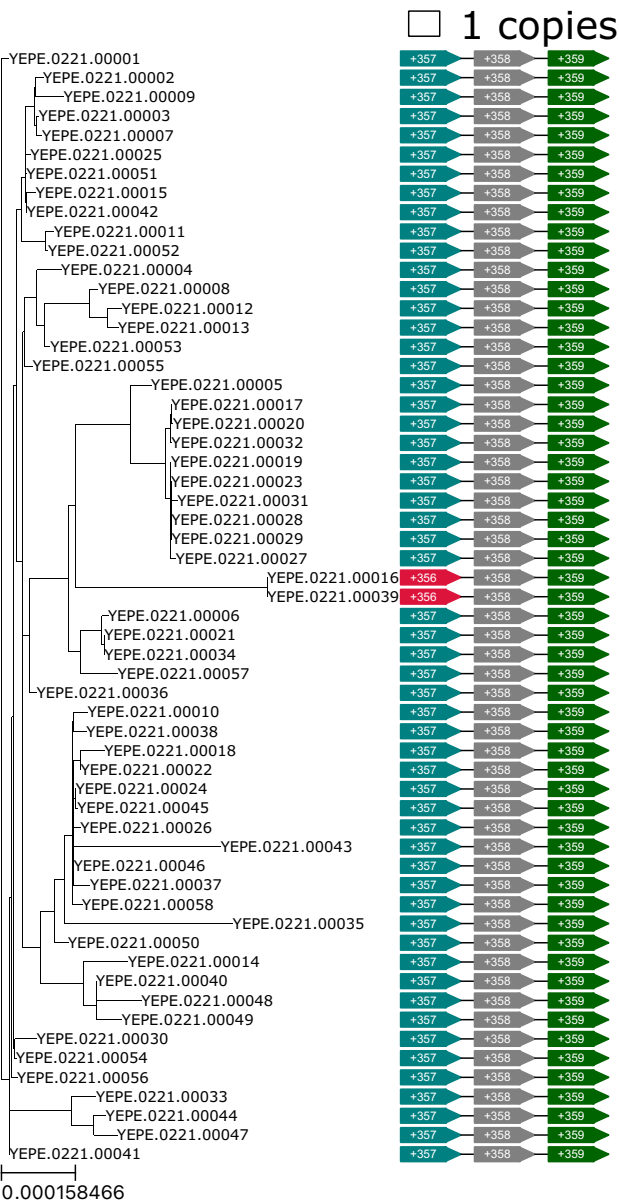 1 copies
YEPE.0221.00001 +357 +358 +359
YEPE.0221.00002 +357 +358 +359
YEPE.0221.00009 +357 +358 +359
YEPE.0221.00003 +357 +358 +359
YEPE.0221.00007 +357 +358 +359
YEPE.0221.00025 +357 +358 +359
YEPE.0221.00051 +357 +358 +359
YEPE.0221.00015 +357 +358 +359
YEPE.0221.00042 +357 +358 +359
YEPE.0221.00011 +357 +358 +359
YEPE.0221.00052 +357 +358 +359
YEPE.0221.00004 +357 +358 +359
YEPE.0221.00008 +357 +358 +359
YEPE.0221.00012 +357 +358 +359
YEPE.0221.00013 +357 +358 +359
YEPE.0221.00053 +357 +358 +359
YEPE.0221.00055 +357 +358 +359
YEPE.0221.00005 +357 +358 +359
YEPE.0221.00017 +357 +358 +359
YEPE.0221.00020 +357 +358 +359
YEPE.0221.00032 +357 +358 +359
YEPE.0221.00019 +357 +358 +359
YEPE.0221.00023 +357 +358 +359
YEPE.0221.00031 +357 +358 +359
YEPE.0221.00028 +357 +358 +359
YEPE.0221.00029 +357 +358 +359
YEPE.0221.00027 +357 +358 +359
YEPE.0221.00016 +356 +358 +359
YEPE.0221.00039 +356 +358 +359
YEPE.0221.00006 +357 +358 +359
YEPE.0221.00021 +357 +358 +359
YEPE.0221.00034 +357 +358 +359
YEPE.0221.00057 +357 +358 +359
YEPE.0221.00036 +357 +358 +359
YEPE.0221.00010 +357 +358 +359
YEPE.0221.00038 +357 +358 +359
YEPE.0221.00018 +357 +358 +359
YEPE.0221.00022 +357 +358 +359
YEPE.0221.00024 +357 +358 +359
YEPE.0221.00045 +357 +358 +359
YEPE.0221.00026 +357 +358 +359
YEPE.0221.00043 +357 +358 +359
YEPE.0221.00046 +357 +358 +359
YEPE.0221.00037 +357 +358 +359
YEPE.0221.00058 +357 +358 +359
YEPE.0221.00035 +357 +358 +359
YEPE.0221.00050 +357 +358 +359
YEPE.0221.00014 +357 +358 +359
YEPE.0221.00040 +357 +358 +359
YEPE.0221.00048 +357 +358 +359
YEPE.0221.00049 +357 +358 +359
YEPE.0221.00030 +357 +358 +359
YEPE.0221.00054 +357 +358 +359
YEPE.0221.00056 +357 +358 +359
YEPE.0221.00033 +357 +358 +359
YEPE.0221.00044 +357 +358 +359
YEPE.0221.00047 +357 +358 +359
YEPE.0221.00041 +357 +358 +359
0.000158466